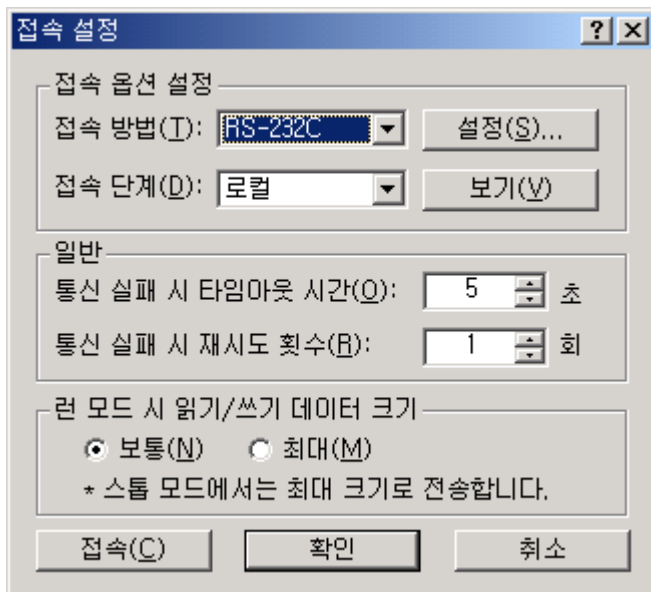 접속 설정
접속 옵션 설정
접속 방법(T): RS-232C 설정(S)...
접속 단계(D): 로컬 보기(V)
일반
통신 실패 시 타임아웃 시간(O): 5 초
통신 실패 시 재시도 횟수(R): 1 회
런 모드 시 읽기/쓰기 데이터 크기
보통(N) 최대(M)
* 스톱 모드에서는 최대 크기로 전송합니다.
접속(C) 확인 취소